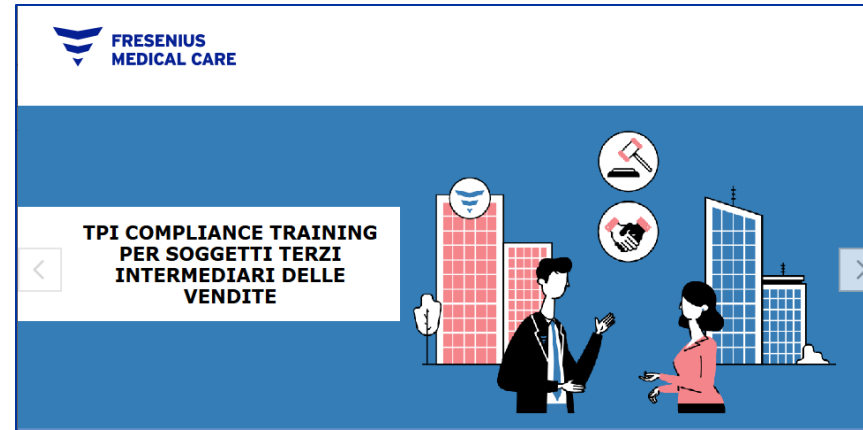 FRESENIUS
MEDICAL CARE
TPI COMPLIANCE TRAINING
PER SOGGETTI TERZI
INTERMEDIARI DELLE
VENDITE